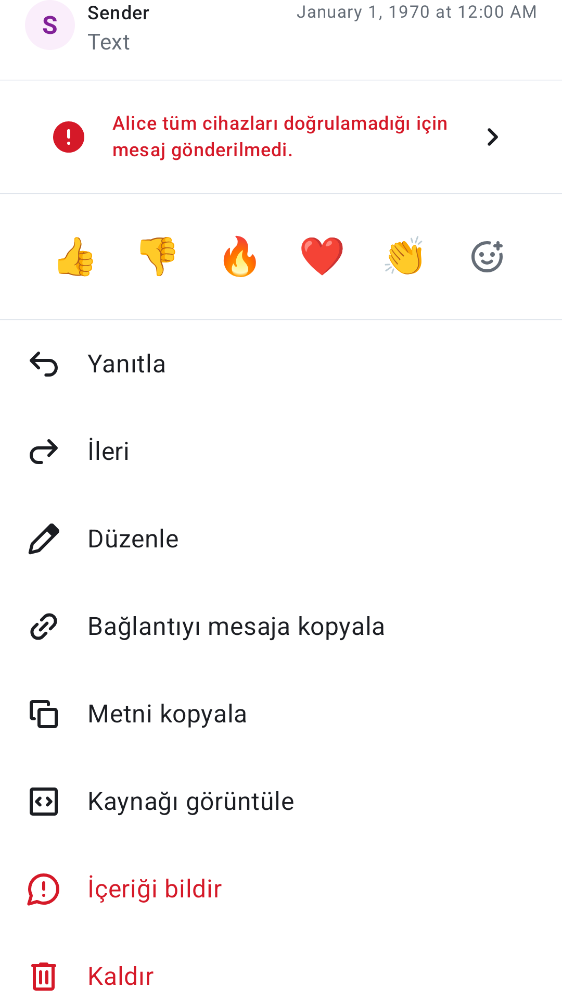 S
Sender
January 1, 1970 at 12:00 AM
Text
Alice tüm cihazları doğrulamadığı için
mesaj gönderilmedi.
Yanıtla
İleri
Düzenle
Bağlantıyı mesaja kopyala
Metni kopyala
Kaynağı görüntüle
İçeriği bildir
Kaldır